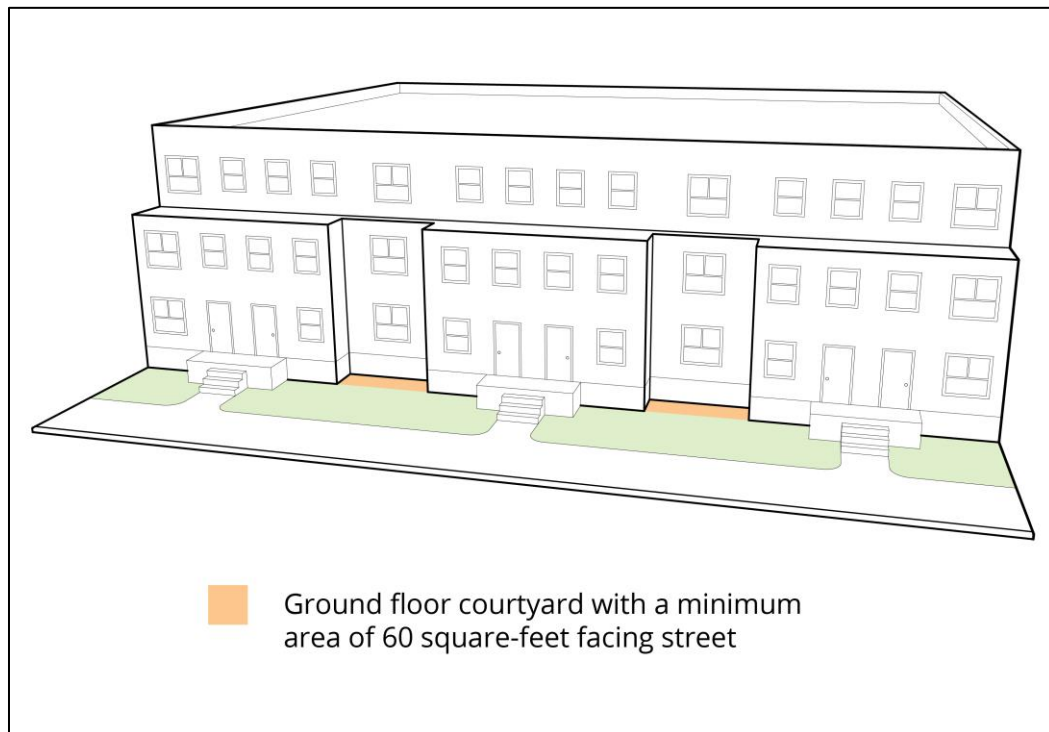 Ground floor courtyard with a minimum
area of 60 square-feet facing street